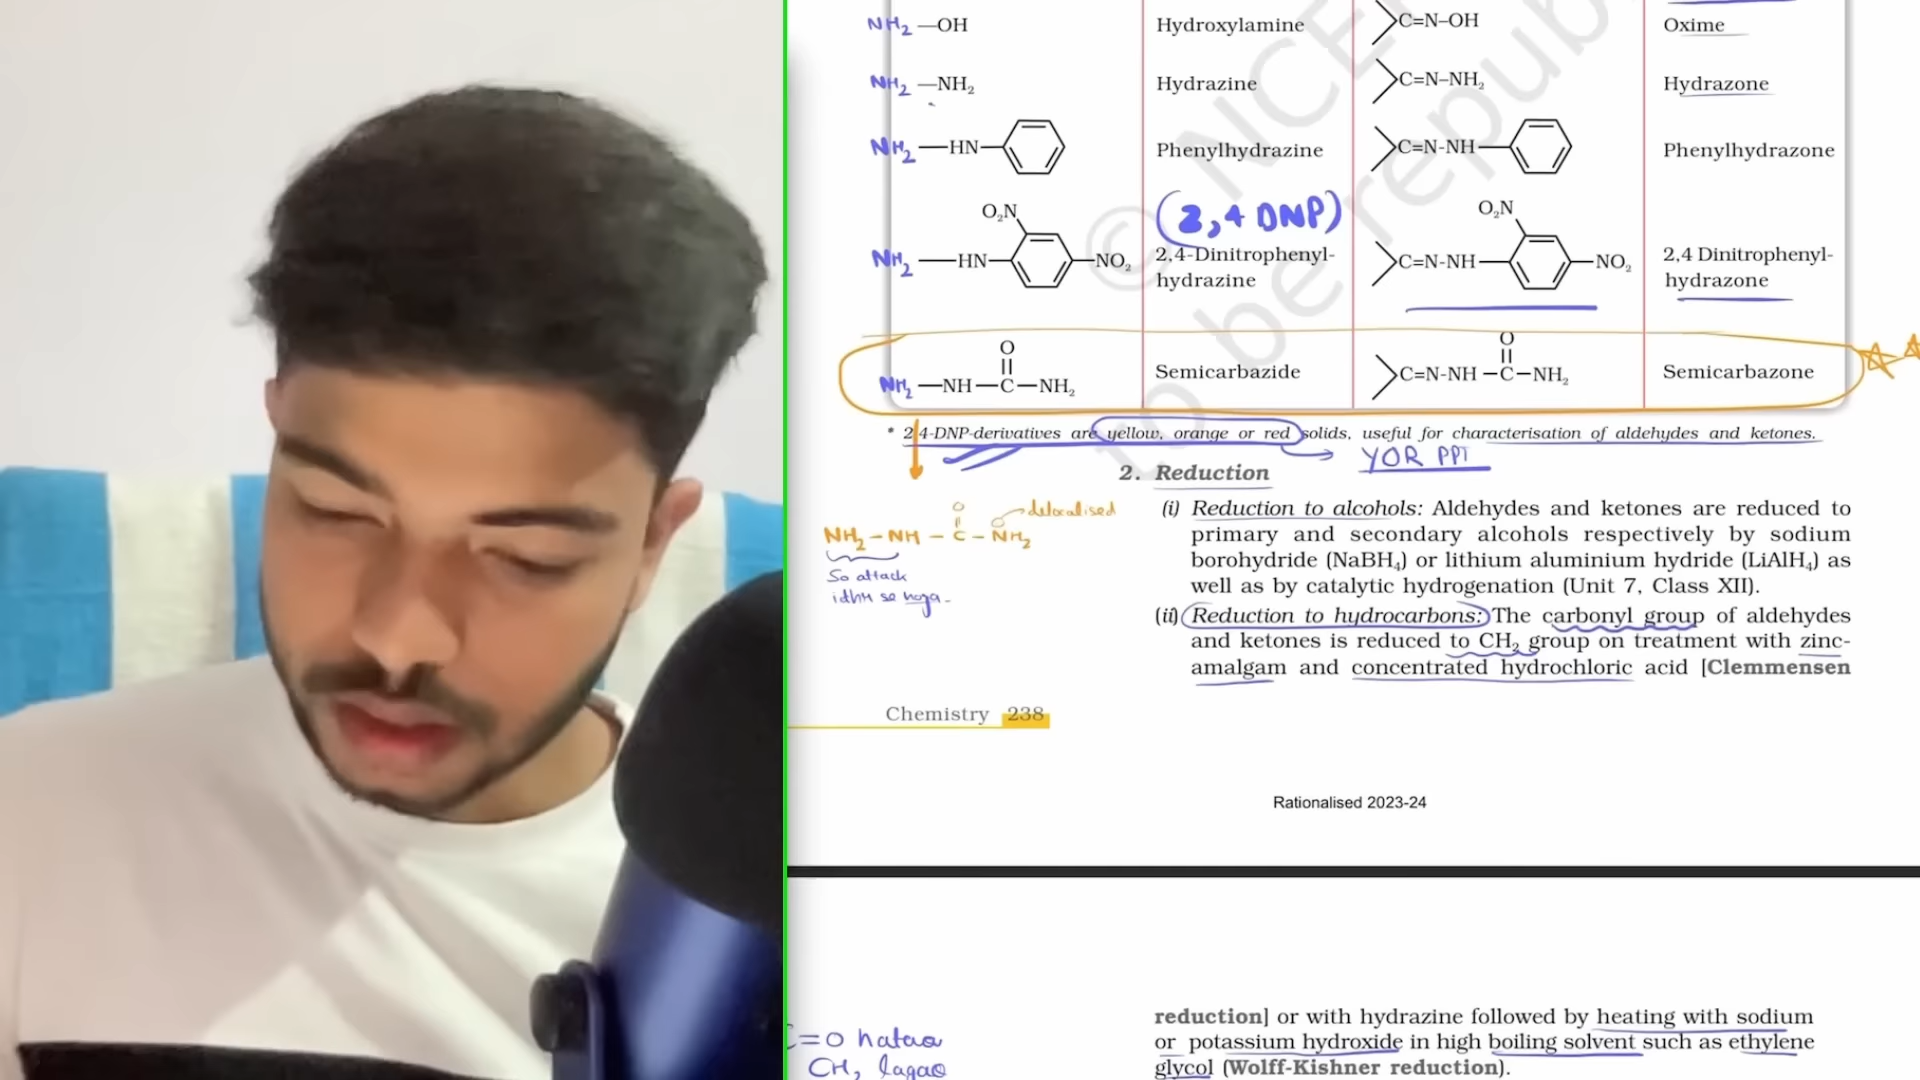 NH₂ —OH Hydroxylamine C=N–OH Oxime
NH₂ —NH₂ Hydrazine C=N–NH₂ Hydrazone
NH₂ —HN— Phenylhydrazine C=N-NH— Phenylhydrazone
(2,4 DNP)
O₂N O₂N
NH₂ —HN— —NO₂ 2,4-Dinitrophenyl- C=N-NH— —NO₂ 2,4 Dinitrophenyl-
hydrazine hydrazone
O O
NH₂ —NH—C—NH₂ Semicarbazide C=N-NH—C—NH₂ Semicarbazone
* 2,4-DNP-derivatives are yellow, orange or red solids, useful for characterisation of aldehydes and ketones.
YOR PPT
2. Reduction
(i) Reduction to alcohols: Aldehydes and ketones are reduced to
primary and secondary alcohols respectively by sodium
borohydride (NaBH₄) or lithium aluminium hydride (LiAlH₄) as
well as by catalytic hydrogenation (Unit 7, Class XII).
(ii) Reduction to hydrocarbons: The carbonyl group of aldehydes
and ketones is reduced to CH₂ group on treatment with zinc-
amalgam and concentrated hydrochloric acid [Clemmensen
O delocalised
NH₂ – NH – C – NH₂
So attack
idhr se hoga.
Chemistry 238
Rationalised 2023-24
C=O hatao
CH₂ lagao
reduction] or with hydrazine followed by heating with sodium
or potassium hydroxide in high boiling solvent such as ethylene
glycol (Wolff-Kishner reduction).
© NCE
to be repub